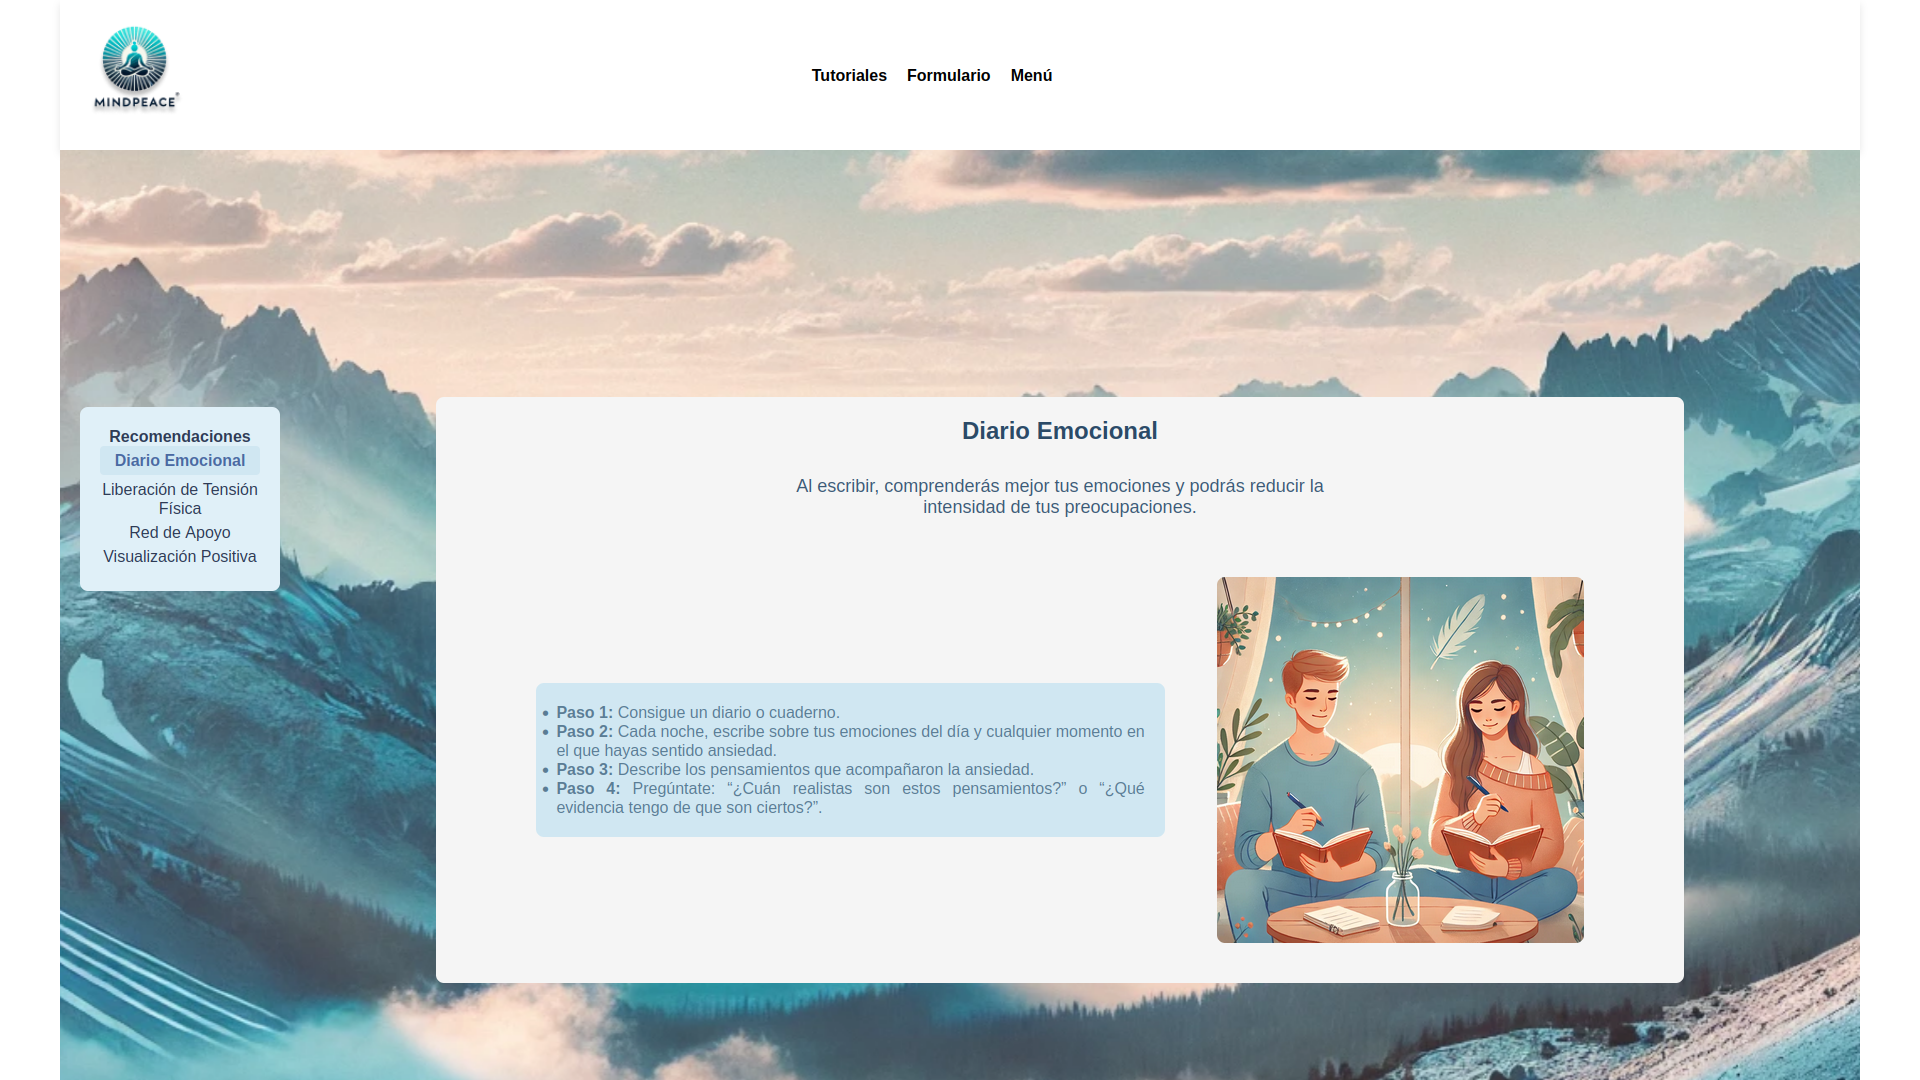 MINDPEACE
Tutoriales Formulario Menú
Recomendaciones
Diario Emocional
Liberación de Tensión
Física
Red de Apoyo
Visualización Positiva
Diario Emocional
Al escribir, comprenderás mejor tus emociones y podrás reducir la
intensidad de tus preocupaciones.
• Paso 1: Consigue un diario o cuaderno.
• Paso 2: Cada noche, escribe sobre tus emociones del día y cualquier momento en
el que hayas sentido ansiedad.
• Paso 3: Describe los pensamientos que acompañaron la ansiedad.
• Paso 4: Pregúntate: “¿Cuán realistas son estos pensamientos?” o “¿Qué
evidencia tengo de que son ciertos?”.